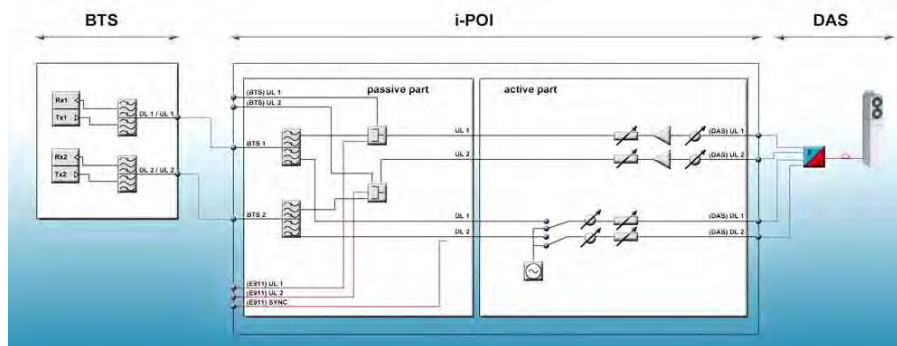 BTS
i-POI
DAS
passive part
active part
Rx1
Tx1
DL 1 / UL 1
Rx2
Tx2
DL 2 / UL 2
(BTS) UL 1
(BTS) UL 2
BTS 1
BTS 2
UL 1
UL 2
DL 1
DL 2
(E911) UL 1
(E911) UL 2
(E911) SYNC
(DAS) UL 1
(DAS) UL 2
(DAS) DL 1
(DAS) DL 2